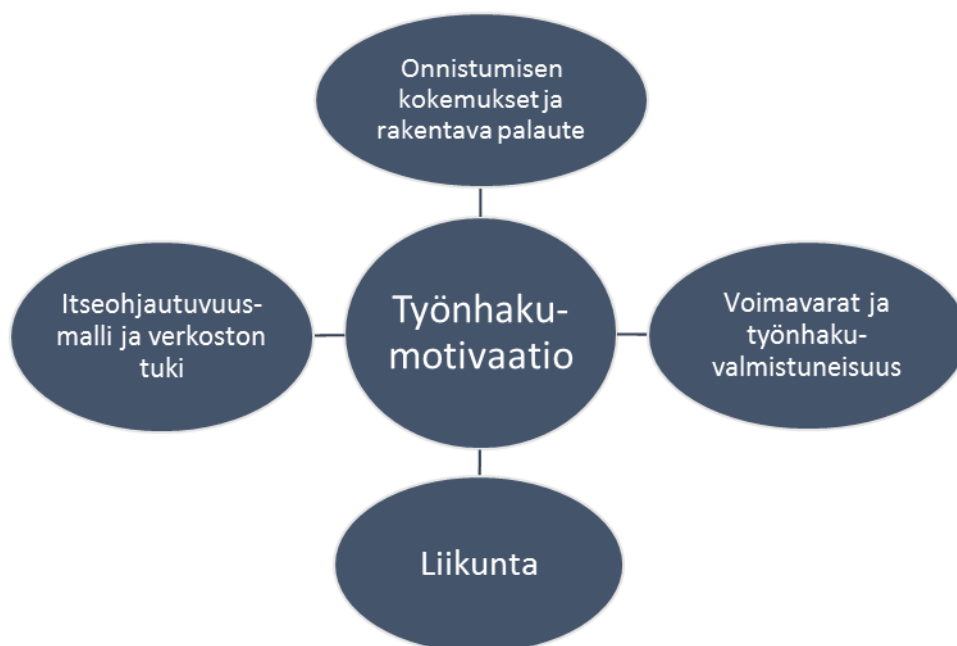 Onnistumisen
kokemukset ja
rakentava palaute
Itseohjautuvuus-
malli ja verkoston
tuki
Työnhaku-
motivaatio
Voimavarat ja
työnhaku-
valmistuneisuus
Liikunta